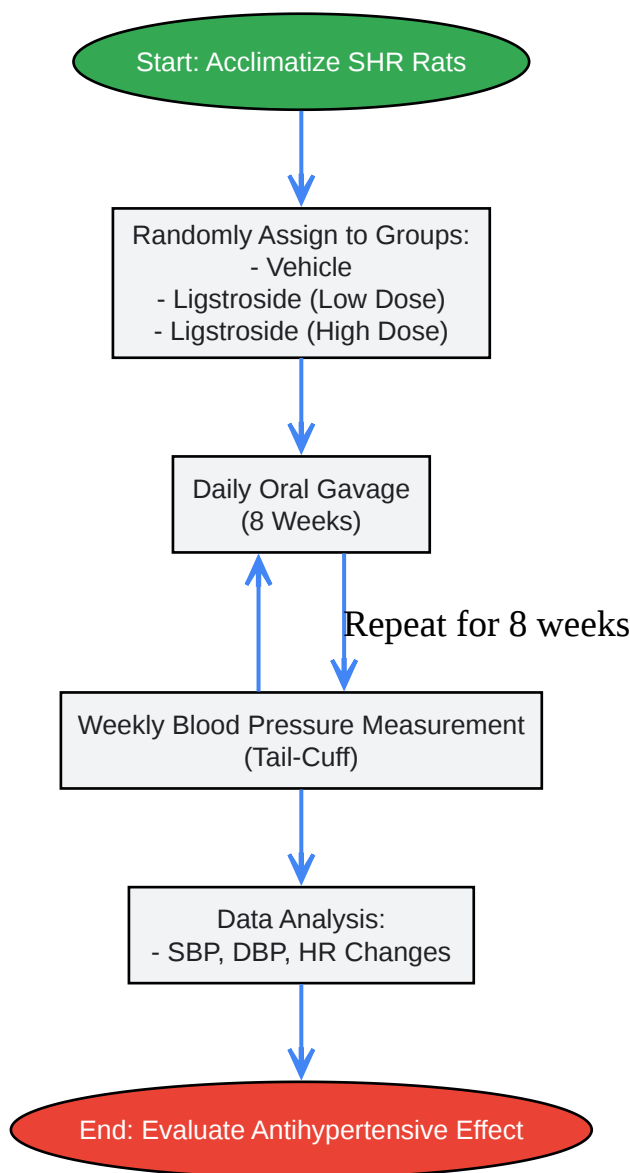 Start: Acclimatize SHR Rats
Randomly Assign to Groups:
- Vehicle
- Ligstroside (Low Dose)
- Ligstroside (High Dose)
Daily Oral Gavage
(8 Weeks)
Repeat for 8 weeks
Weekly Blood Pressure Measurement
(Tail-Cuff)
Data Analysis:
- SBP, DBP, HR Changes
End: Evaluate Antihypertensive Effect